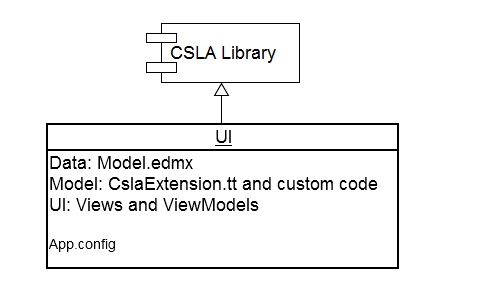 CSLA Library
UI
Data: Model.edmx
Model: CslaExtension.tt and custom code
UI: Views and ViewModels
App.config